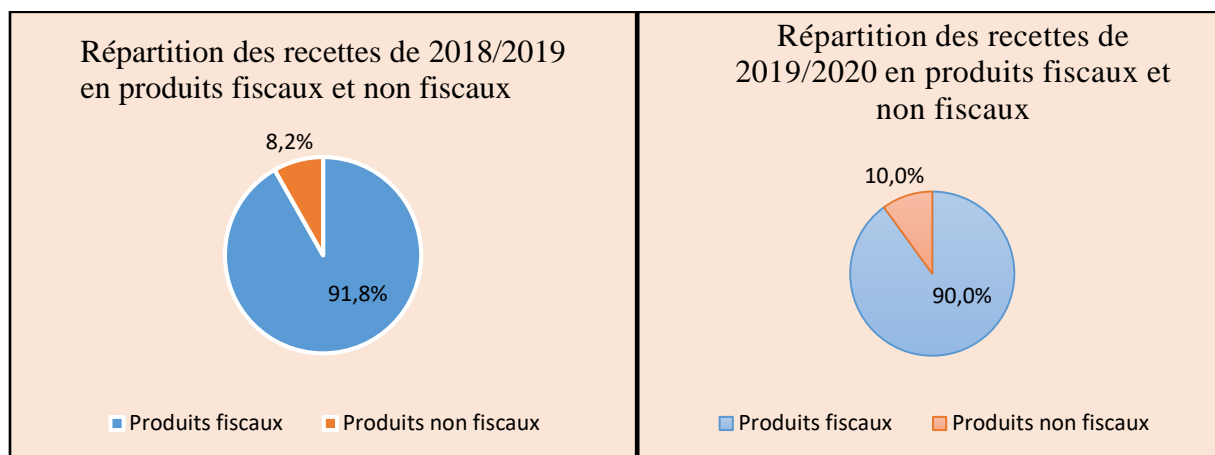 Répartition des recettes de 2018/2019
en produits fiscaux et non fiscaux
8,2%
91,8%
Produits fiscaux
Produits non fiscaux
Répartition des recettes de
2019/2020 en produits fiscaux et
non fiscaux
10,0%
90,0%
Produits fiscaux
Produits non fiscaux